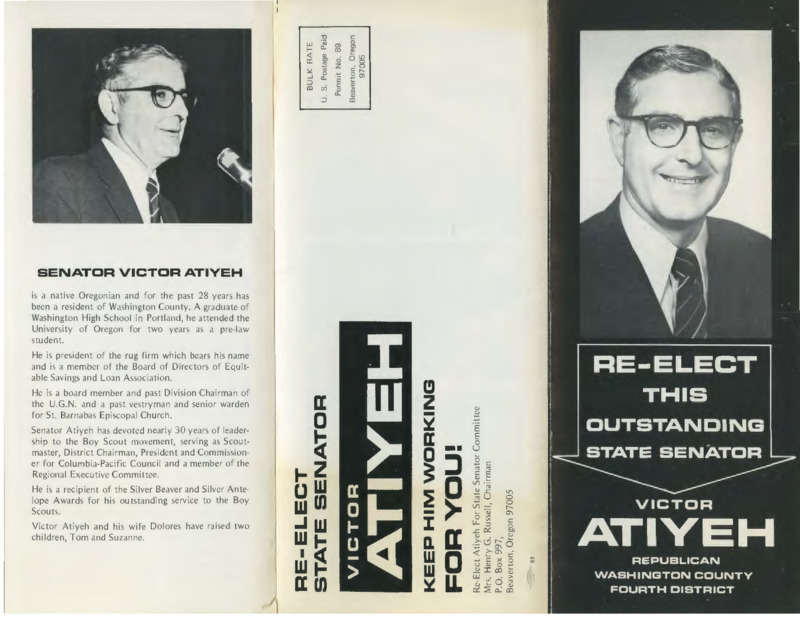 SENATOR VICTOR ATIYEH
is a native Oregonian and for the past 28 years has
been a resident of Washington County. A graduate of
Washington High School in Portland, he attended the
University of Oregon for two years as a pre-law
student.
He is president of the rug firm which bears his name
and is a member of the Board of Directors of Equit-
able Savings and Loan Association.
He is a board member and past Division Chairman of
the U.G.N. and a past vestryman and senior warden
for St. Barnabas Episcopal Church.
Senator Atiyeh has devoted nearly 30 years of leader-
ship to the Boy Scout movement, serving as Scout-
master, District Chairman, President and Commission-
er for Columbia-Pacific Council and a member of the
Regional Executive Committee.
He is a recipient of the Silver Beaver and Silver Ante-
lope Awards for his outstanding service to the Boy
Scouts.
Victor Atiyeh and his wife Dolores have raised two
children, Tom and Suzanne.
BULK RATE
U. S. Postage Paid
Permit No. 89
Beaverton, Oregon
97005
RE-ELECT
STATE SENATOR
VICTOR
ATIYEH
KEEP HIM WORKING
FOR YOU!
Re-Elect Atiyeh For State Senator Committee
Mrs. Henry G. Russell, Chairman
P.O. Box 997,
Beaverton, Oregon 97005
RE-ELECT
THIS
OUTSTANDING
STATE SENATOR
VICTOR
ATIYEH
REPUBLICAN
WASHINGTON COUNTY
FOURTH DISTRICT